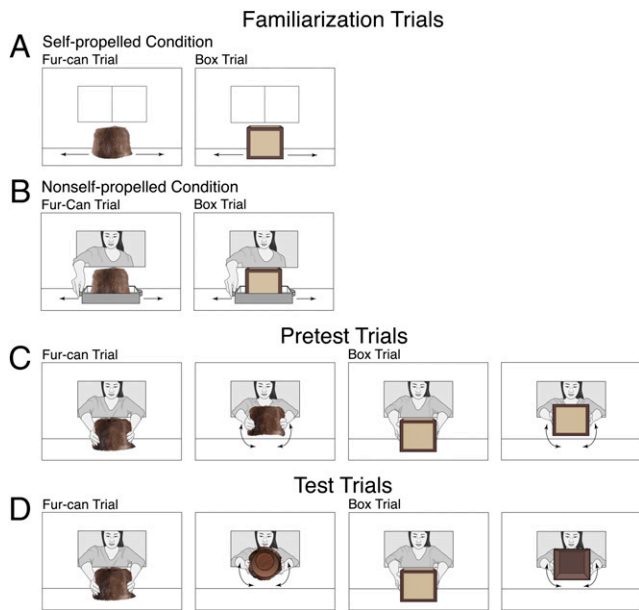 Familiarization Trials
A Self-propelled Condition
Fur-can Trial Box Trial
B Nonself-propelled Condition
Fur-Can Trial Box Trial
Pretest Trials
C Fur-can Trial Box Trial
Test Trials
D Fur-can Trial Box Trial